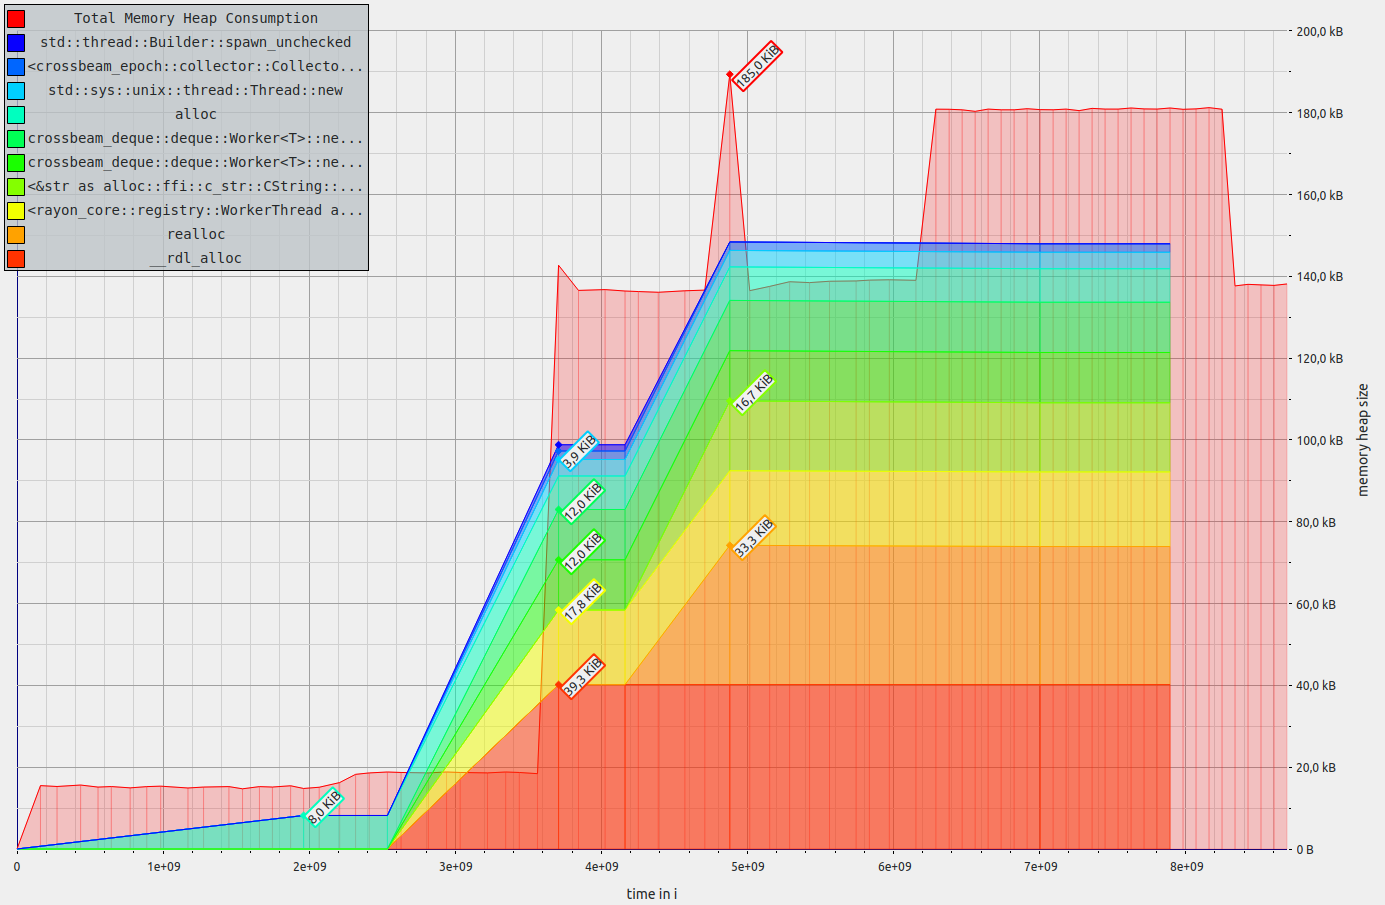 Total Memory Heap Consumption
std::thread::Builder::spawn_unchecked
<crossbeam_epoch::collector::Collecto...
std::sys::unix::thread::Thread::new
alloc
crossbeam_deque::deque::Worker<T>::ne...
crossbeam_deque::deque::Worker<T>::ne...
<&str as alloc::ffi::c_str::CString::...
<rayon_core::registry::WorkerThread a...
realloc
__rdl_alloc
185,0 KiB
16,7 KiB
3,9 KiB
12,0 KiB
12,0 KiB
33,3 KiB
17,8 KiB
39,3 KiB
8,0 KiB
200,0 kB
180,0 kB
160,0 kB
140,0 kB
120,0 kB
100,0 kB
80,0 kB
60,0 kB
40,0 kB
20,0 kB
0 B
memory heap size
0
1e+09
2e+09
3e+09
4e+09
5e+09
6e+09
7e+09
8e+09
time in i